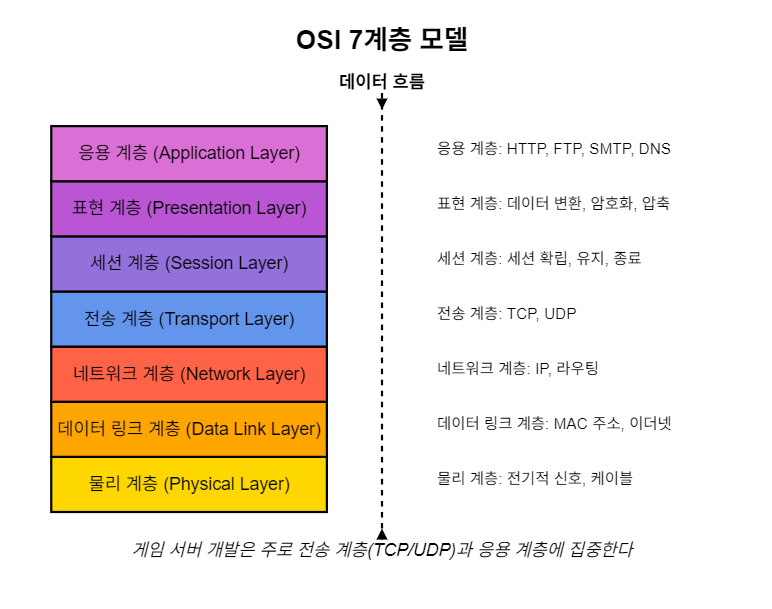 OSI 7계층 모델
데이터 흐름
응용 계층 (Application Layer)
응용 계층: HTTP, FTP, SMTP, DNS
표현 계층 (Presentation Layer)
표현 계층: 데이터 변환, 암호화, 압축
세션 계층 (Session Layer)
세션 계층: 세션 확립, 유지, 종료
전송 계층 (Transport Layer)
전송 계층: TCP, UDP
네트워크 계층 (Network Layer)
네트워크 계층: IP, 라우팅
데이터 링크 계층 (Data Link Layer)
데이터 링크 계층: MAC 주소, 이더넷
물리 계층 (Physical Layer)
물리 계층: 전기적 신호, 케이블
게임 서버 개발은 주로 전송 계층(TCP/UDP)과 응용 계층에 집중한다